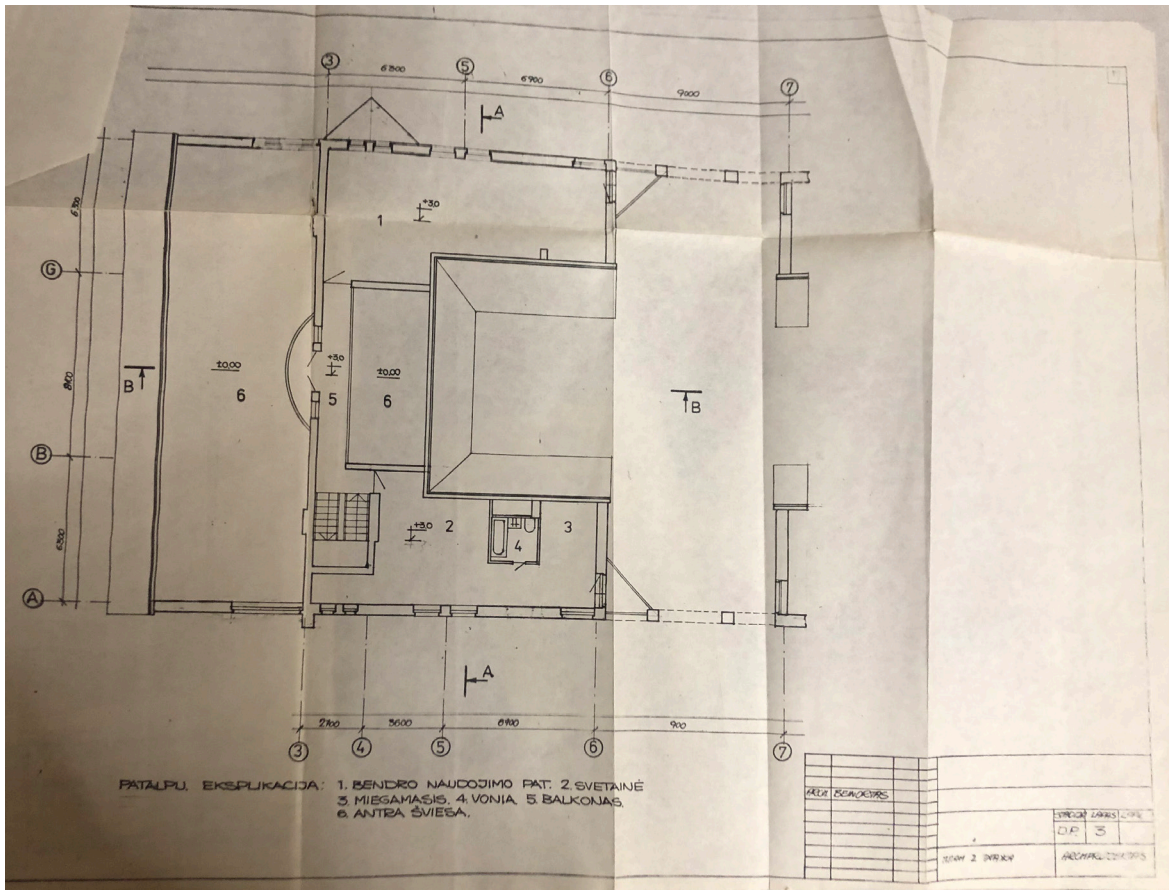 3
6300
5
6900
6
9000
7
A
6300
1
+3,0
G
8100
B
±0,00
6
+3,0
5
±0,00
6
B
B
6300
+3,0
2
4
3
A
A
2700
3600
6900
900
3
4
5
6
7
PATALPŲ EKSPLIKACIJA: 1. BENDRO NAUDOJIMO PAT. 2. SVETAINĖ
3. MIEGAMASIS. 4. VONIA. 5. BALKONAS.
6. ANTRA ŠVIESA.
D.P. 3